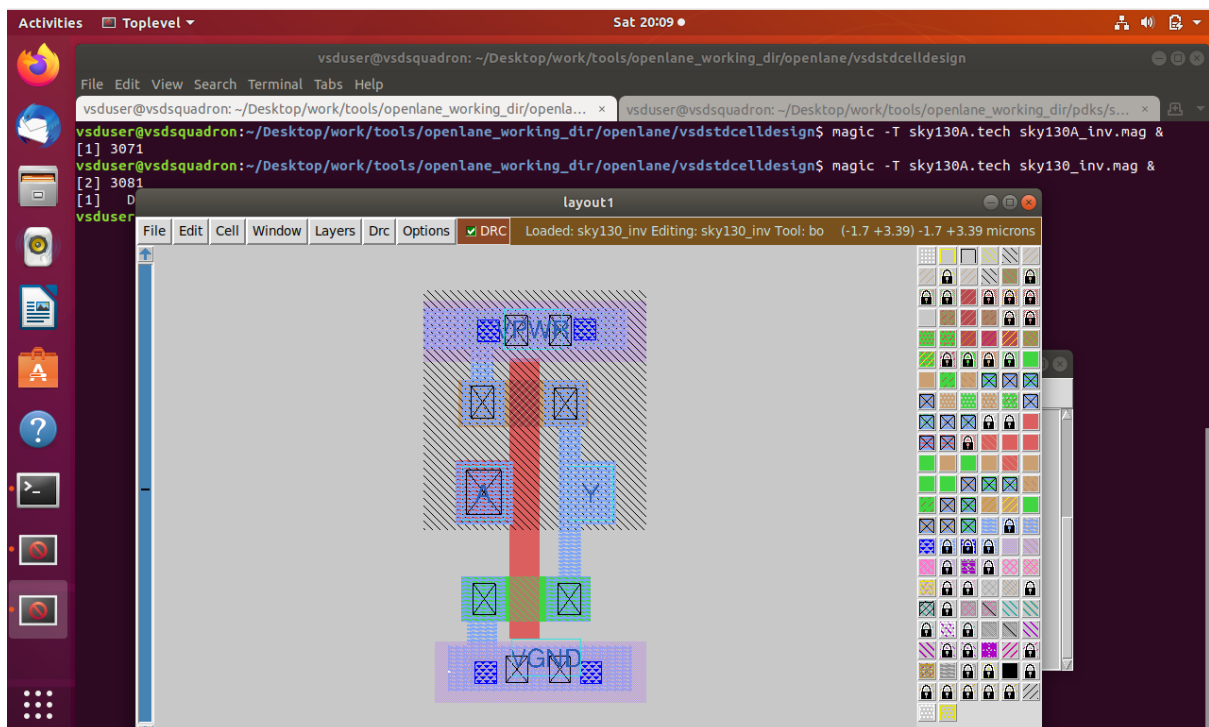 Activities Toplevel Sat 20:09
vsduser@vsdsquadron: ~/Desktop/work/tools/openlane_working_dir/openlane/vsdstdcelldesign
File Edit View Search Terminal Tabs Help
vsduser@vsdsquadron: ~/Desktop/work/tools/openlane_working_dir/openla... × vsduser@vsdsquadron: ~/Desktop/work/tools/openlane_working_dir/pdks/s... ×
vsduser@vsdsquadron:~/Desktop/work/tools/openlane_working_dir/openlane/vsdstdcelldesign$ magic -T sky130A.tech sky130A_inv.mag &
[1] 3071
vsduser@vsdsquadron:~/Desktop/work/tools/openlane_working_dir/openlane/vsdstdcelldesign$ magic -T sky130A.tech sky130_inv.mag &
[2] 3081
[1] D
vsduser
layout1
File Edit Cell Window Layers Drc Options DRC Loaded: sky130_inv Editing: sky130_inv Tool: bo (-1.7 +3.39) -1.7 +3.39 microns
VPWR
A Y
VGND